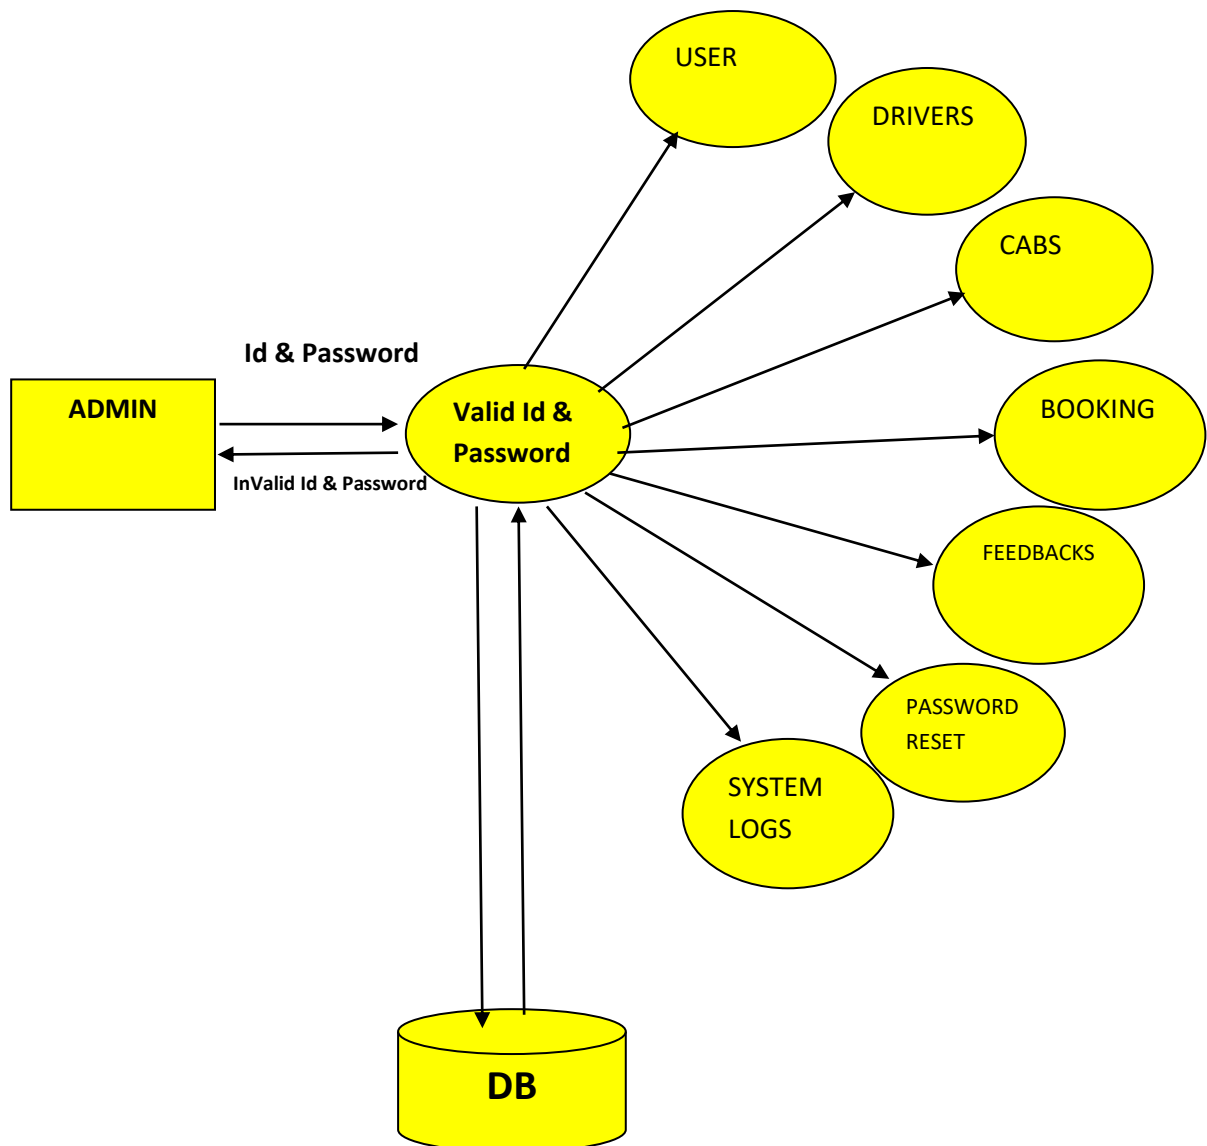 USER
DRIVERS
CABS
Id & Password
ADMIN
Valid Id &
Password
BOOKING
InValid Id & Password
FEEDBACKS
PASSWORD
RESET
SYSTEM
LOGS
DB